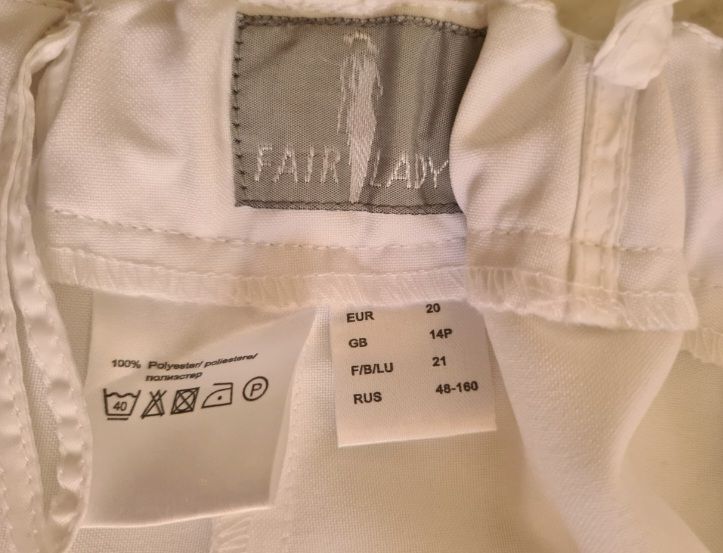 FAIR LADY
100% Polyester/ poliestere/
полиэстер
40 P
EUR 20
GB 14P
F/B/LU 21
RUS 48-160